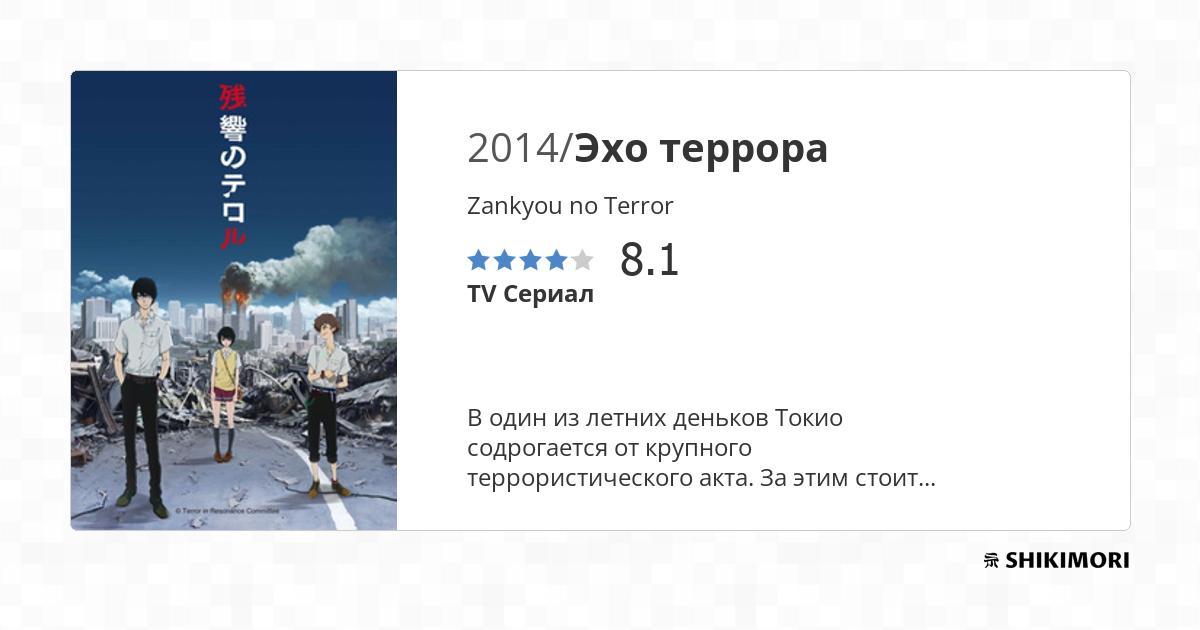 残響のテロル
© Terror in Resonance Committee
2014/Эхо террора
Zankyou no Terror
8.1
TV Сериал
В один из летних деньков Токио
содрогается от крупного
террористического акта. За этим стоит...
SHIKIMORI